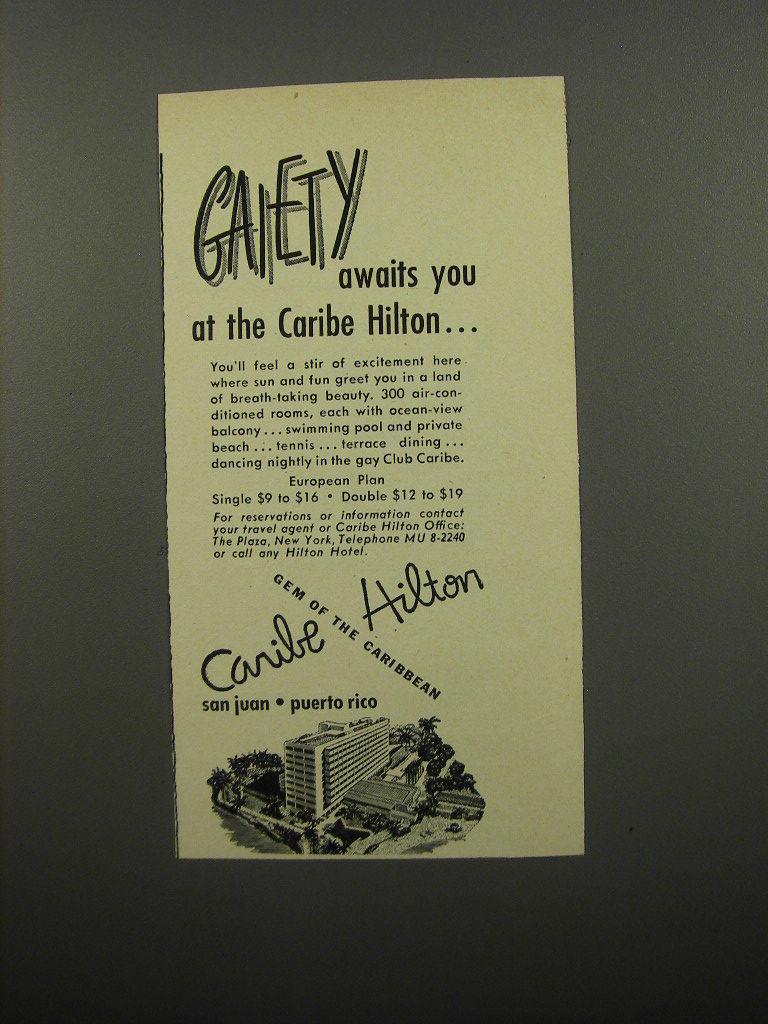 GAIETY
awaits you
at the Caribe Hilton...
You'll feel a stir of excitement here
where sun and fun greet you in a land
of breath-taking beauty. 300 air-con-
ditioned rooms, each with ocean-view
balcony... swimming pool and private
beach... tennis... terrace dining...
dancing nightly in the gay Club Caribe.
European Plan
Single $9 to $16 • Double $12 to $19
For reservations or information contact
your travel agent or Caribe Hilton Office:
The Plaza, New York, Telephone MU 8-2240
or call any Hilton Hotel.
Caribe Hilton
GEM OF THE CARIBBEAN
san juan • puerto rico